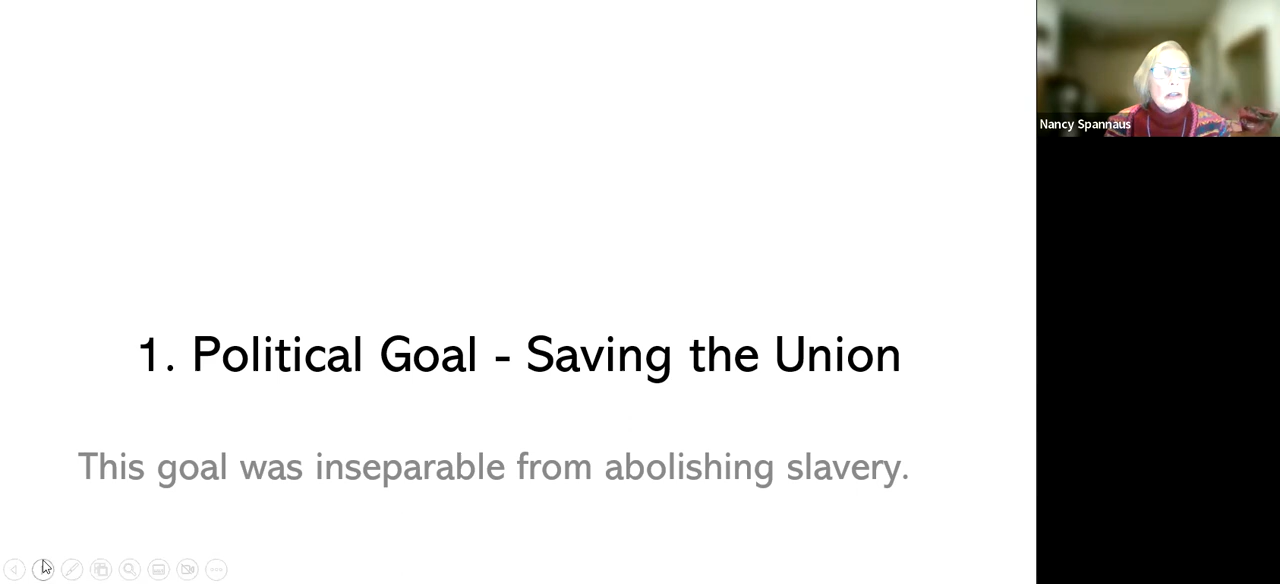 1. Political Goal - Saving the Union
This goal was inseparable from abolishing slavery.
Nancy Spannaus